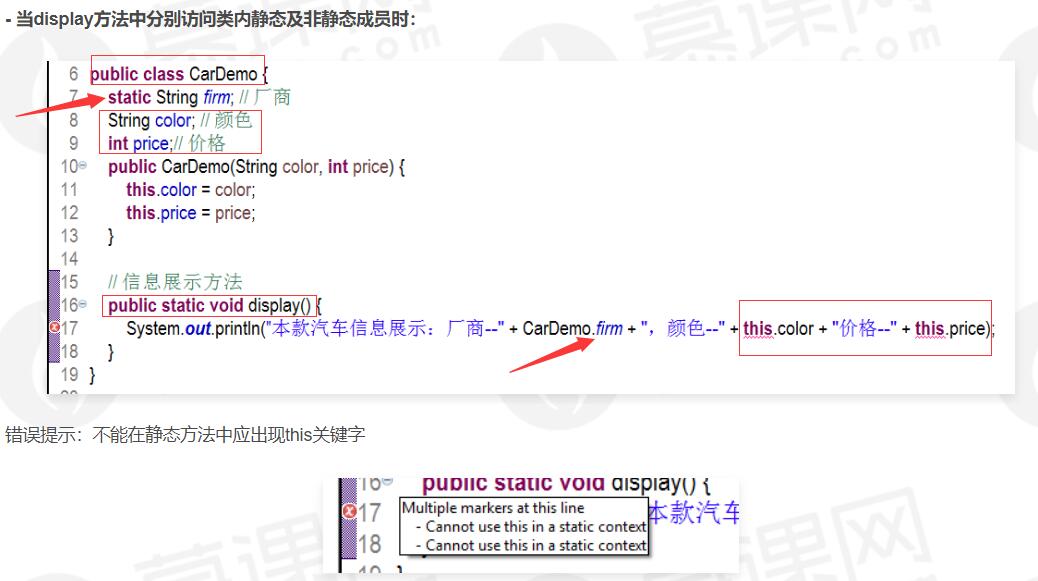 - 当display方法中分别访问类内静态及非静态成员时:
6 public class CarDemo {
7 static String firm; // 厂商
8 String color; // 颜色
9 int price;// 价格
10 public CarDemo(String color, int price) {
11 this.color = color;
12 this.price = price;
13 }
14
15 // 信息展示方法
16 public static void display() {
17 System.out.println("本款汽车信息展示：厂商--" + CarDemo.firm + "，颜色--" + this.color + "价格--" + this.price);
18 }
19 }
错误提示：不能在静态方法中应出现this关键字
16 public static void display() {
17 本款汽车
Multiple markers at this line
- Cannot use this in a static context
18
- Cannot use this in a static context
19 }
慕课网
.com